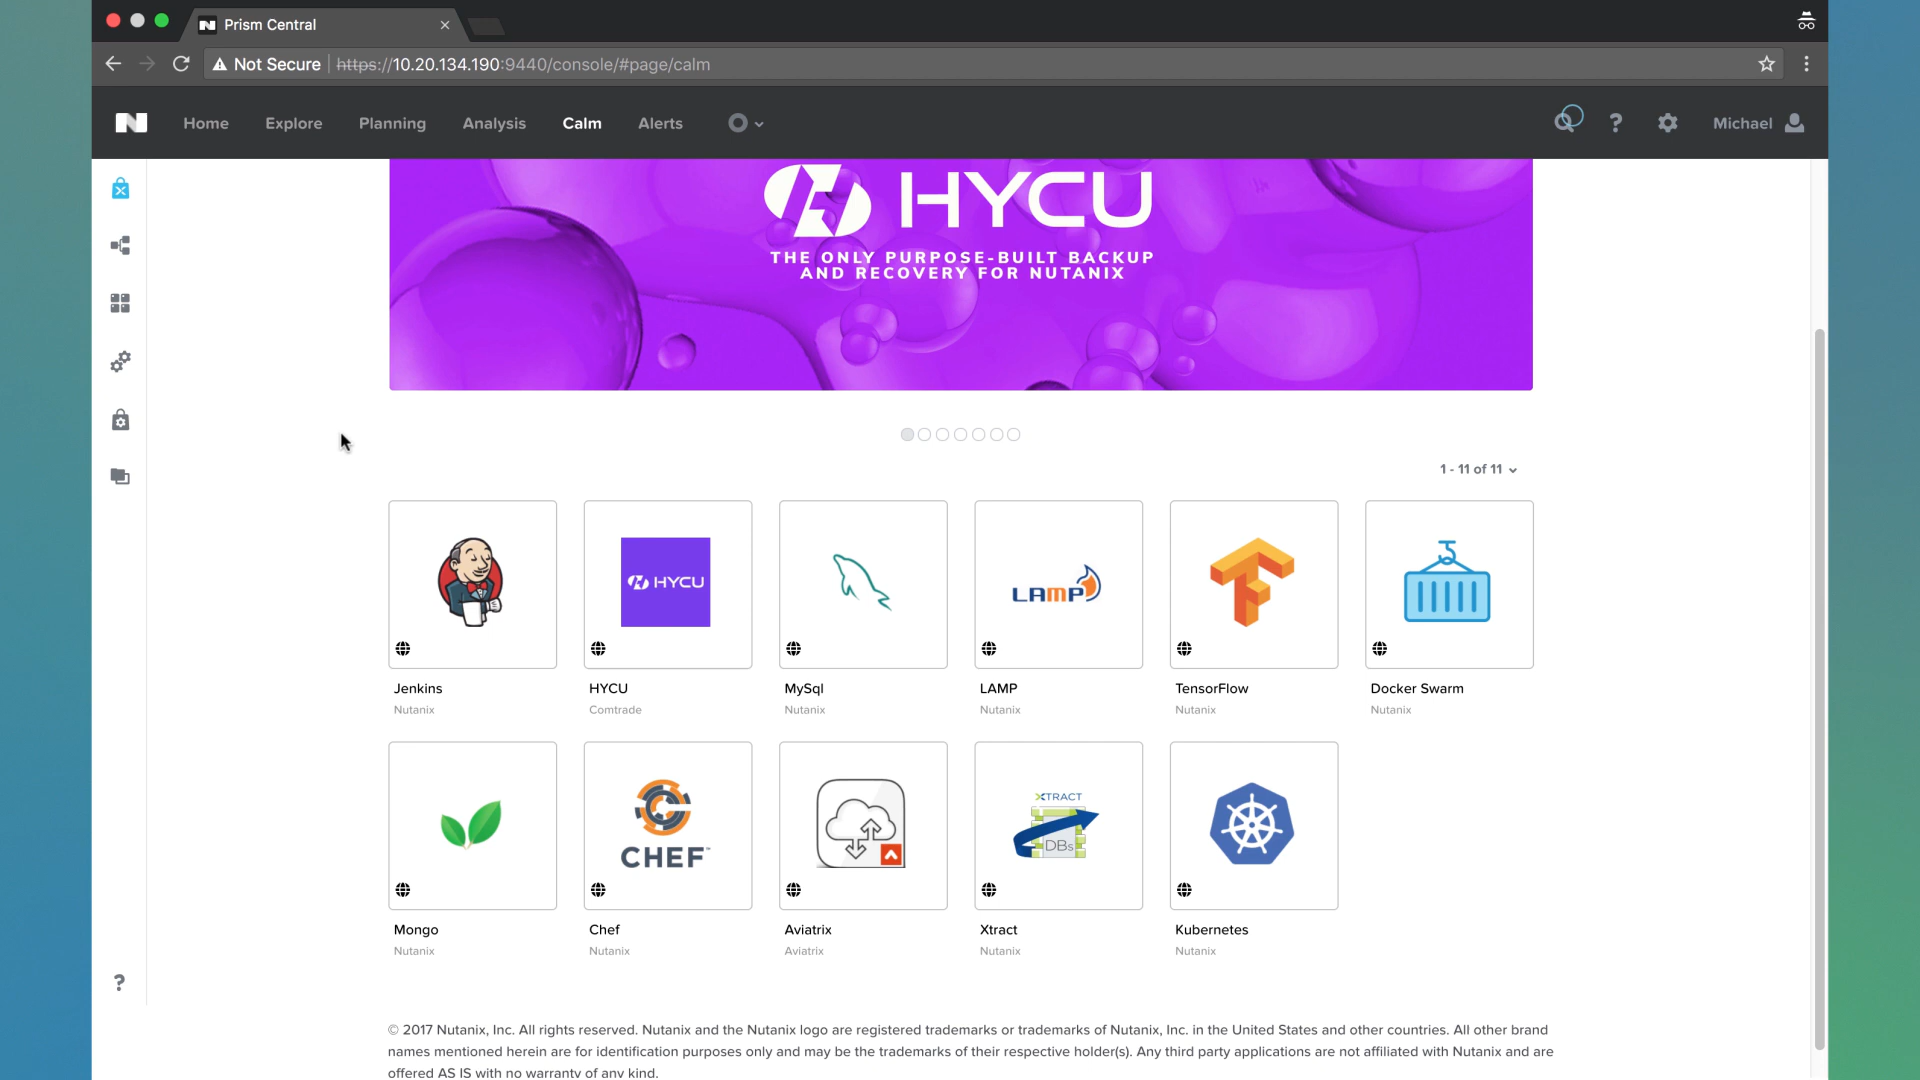 Prism Central
Not Secure https://10.20.134.190:9440/console/#page/calm
Home Explore Planning Analysis Calm Alerts ? Michael
HYCU
THE ONLY PURPOSE-BUILT BACKUP
AND RECOVERY FOR NUTANIX
1 - 11 of 11
HYCU
LAMP
Jenkins HYCU MySql LAMP TensorFlow Docker Swarm
Nutanix Comtrade Nutanix Nutanix Nutanix Nutanix
CHEF™
XTRACT
DBs
Mongo Chef Aviatrix Xtract Kubernetes
Nutanix Nutanix Aviatrix Nutanix Nutanix
?
© 2017 Nutanix, Inc. All rights reserved. Nutanix and the Nutanix logo are registered trademarks or trademarks of Nutanix, Inc. in the United States and other countries. All other brand
names mentioned herein are for identification purposes only and may be the trademarks of their respective holder(s). Any third party applications are not affiliated with Nutanix and are
offered AS IS with no warranty of any kind.